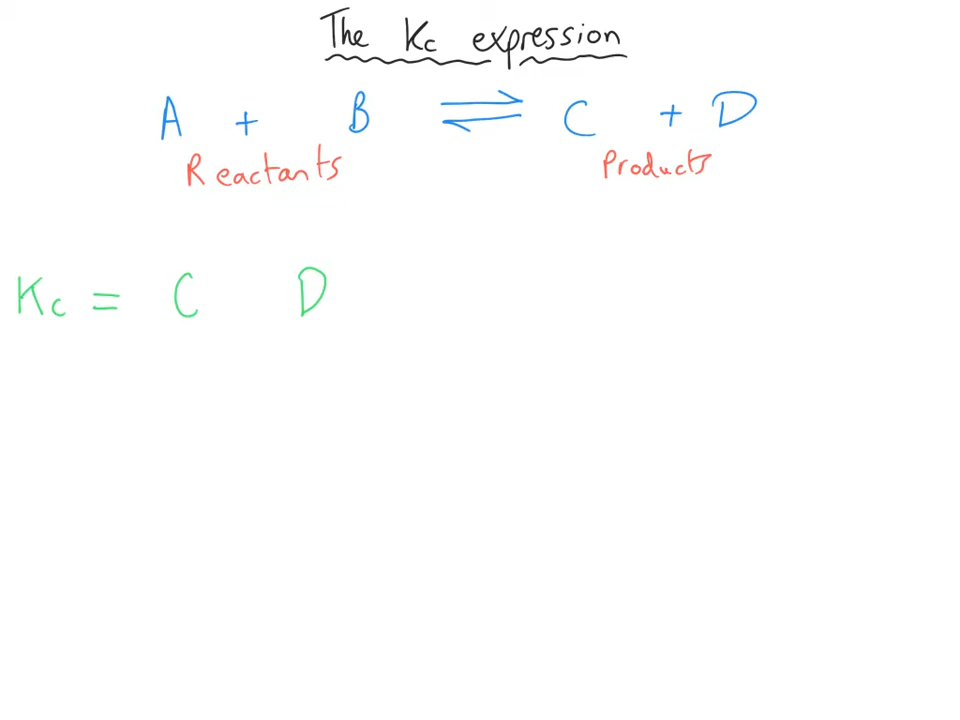 The Kc expression
A + B ⇌ C + D
Reactants Products
Kc = C D